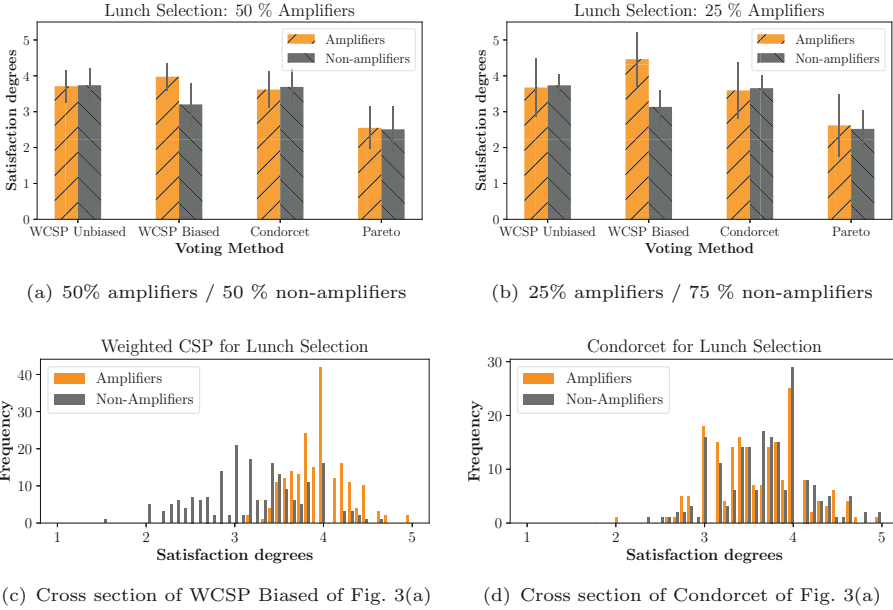 Lunch Selection: 50 % Amplifiers
Satisfaction degrees
5
4
3
2
1
0
Amplifiers
Non-amplifiers
WCSP Unbiased
WCSP Biased
Condorcet
Pareto
Voting Method
(a) 50% amplifiers / 50 % non-amplifiers
Lunch Selection: 25 % Amplifiers
Satisfaction degrees
5
4
3
2
1
0
Amplifiers
Non-amplifiers
WCSP Unbiased
WCSP Biased
Condorcet
Pareto
Voting Method
(b) 25% amplifiers / 75 % non-amplifiers
Weighted CSP for Lunch Selection
Frequency
40
30
20
10
0
Amplifiers
Non-Amplifiers
1 2 3 4 5
Satisfaction degrees
(c) Cross section of WCSP Biased of Fig. 3(a)
Condorcet for Lunch Selection
Frequency
30
20
10
0
Amplifiers
Non-Amplifiers
1 2 3 4 5
Satisfaction degrees
(d) Cross section of Condorcet of Fig. 3(a)